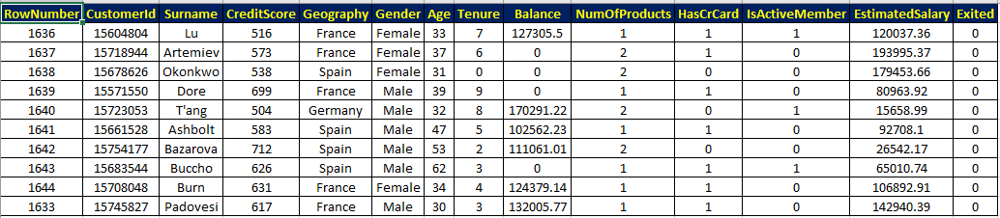 RowNumber CustomerId Surname CreditScore Geography Gender Age Tenure Balance NumOfProducts HasCrCard IsActiveMember EstimatedSalary Exited
1636 15604804 Lu 516 France Female 33 7 127305.5 1 1 1 120037.36 0
1637 15718944 Artemiev 573 France Female 37 6 0 2 1 0 193995.37 0
1638 15678626 Okonkwo 538 Spain Female 31 0 0 2 0 0 179453.66 0
1639 15571550 Dore 699 France Male 39 9 0 1 1 0 80963.92 0
1640 15723053 T'ang 504 Germany Male 32 8 170291.22 2 0 1 15658.99 0
1641 15661528 Ashbolt 583 Spain Male 47 5 102562.23 1 1 0 92708.1 0
1642 15754177 Bazarova 712 Spain Male 53 2 111061.01 2 0 0 26542.17 0
1643 15683544 Buccho 626 Spain Male 62 3 0 1 1 1 65010.74 0
1644 15708048 Burn 631 France Female 34 4 124379.14 1 1 0 106892.91 0
1633 15745827 Padovesi 617 France Male 30 3 132005.77 1 1 0 142940.39 0